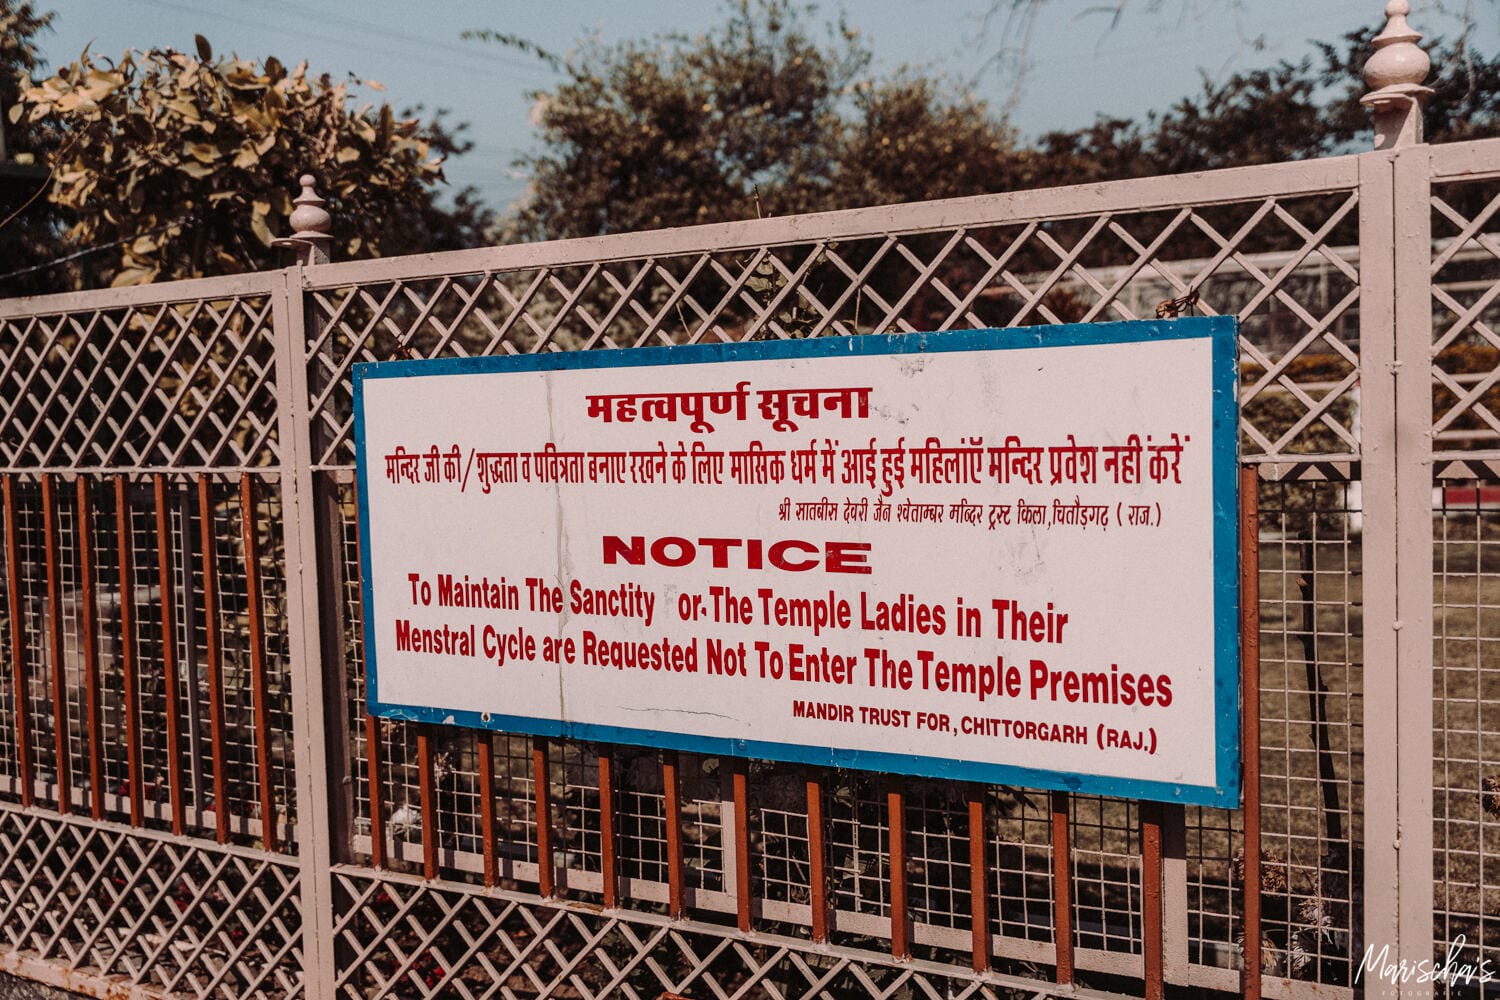 महत्वपूर्ण सूचना
मन्दिर जी की/शुद्धता व पवित्रता बनाए रखने के लिए मासिक धर्म में आई हुई महिलांऍ मन्दिर प्रवेश नहीं करें
श्री सातबीस देवरी जैन श्वेताम्बर मन्दिर ट्रस्ट किला,चितौड़गढ़ ( राज.)
NOTICE
To Maintain The Sanctity or.The Temple Ladies in Their
Menstral Cycle are Requested Not To Enter The Temple Premises
MANDIR TRUST FOR, CHITTORGARH (RAJ.)
Marischa's
FOTOGRAFIE